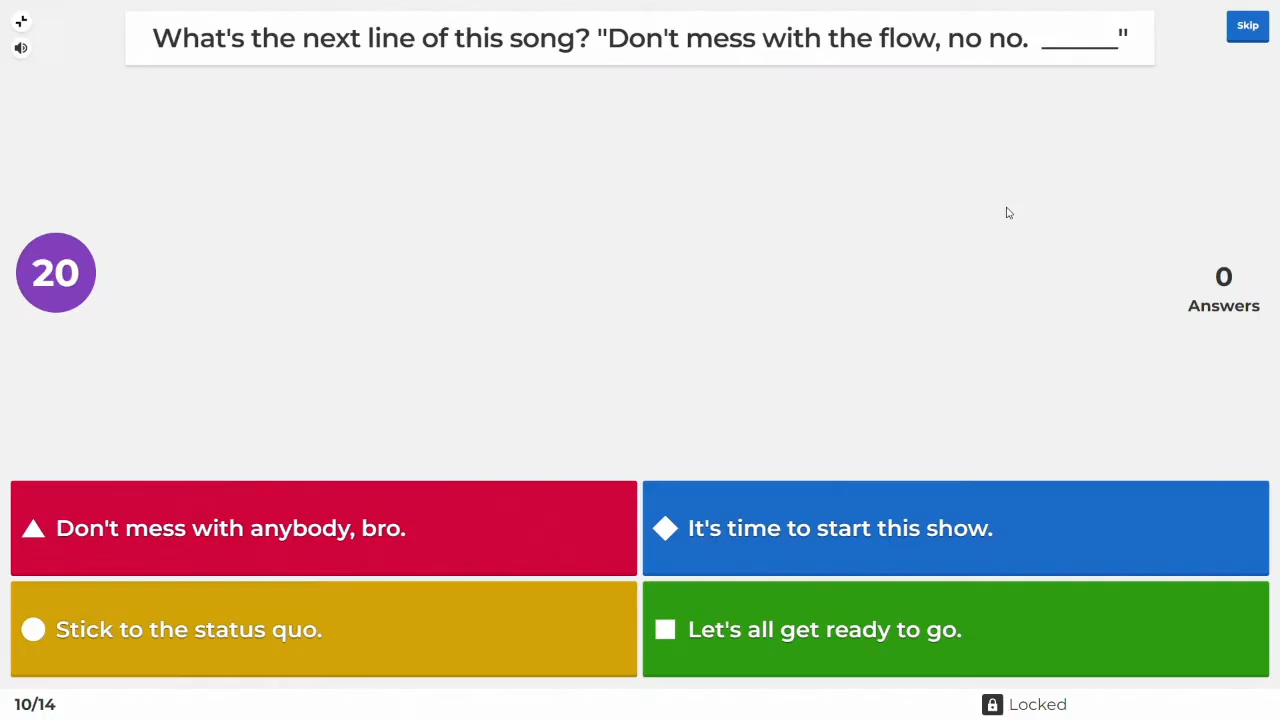 What's the next line of this song? "Don't mess with the flow, no no. ______"
Skip
20
0
Answers
Don't mess with anybody, bro.
It's time to start this show.
Stick to the status quo.
Let's all get ready to go.
10/14
Locked